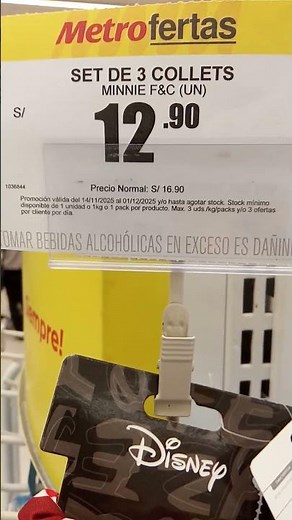 Metrofertas
SET DE 3 COLLETS
MINNIE F&C (UN)
S/ 12.90
1036844
Precio Normal: S/ 16.90
Promoción válida del 14/11/2025 al 01/12/2025 y/o hasta agotar stock. Stock mínimo
disponible de 1 unidad o 1kg o 1 pack por producto. Max. 3 uds./kg/packs y/o 3 ofertas
por cliente por día.
TOMAR BEBIDAS ALCOHÓLICAS EN EXCESO ES DAÑIN
siempre!
Disney